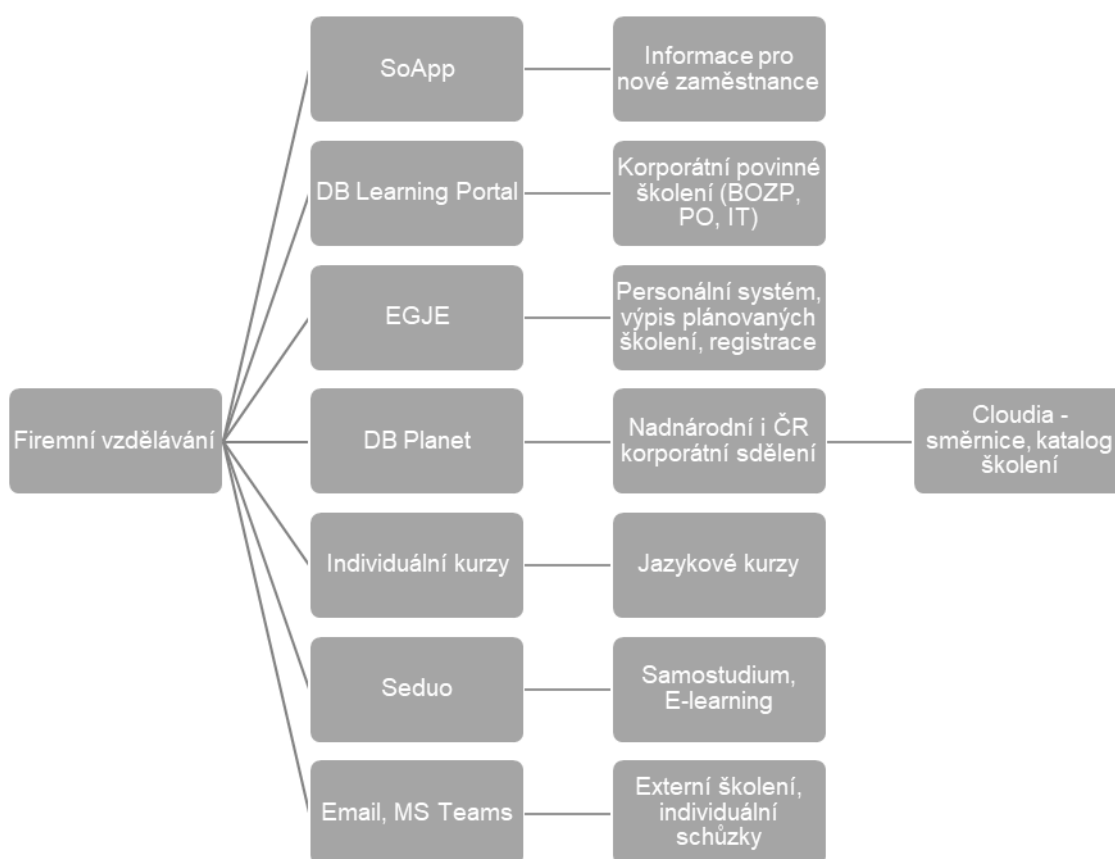 SoApp
Informace pro
nové zaměstnance
DB Learning Portal
Korporátní povinné
školení (BOZP,
PO, IT)
EGJE
Personální systém,
výpis plánovaných
školení, registrace
Firemní vzdělávání
DB Planet
Nadnárodní i ČR
korporátní sdělení
Cloudia -
směrnice, katalog
školení
Individuální kurzy
Jazykové kurzy
Seduo
Samostudium,
E-learning
Email, MS Teams
Externí školení,
individuální
schůzky